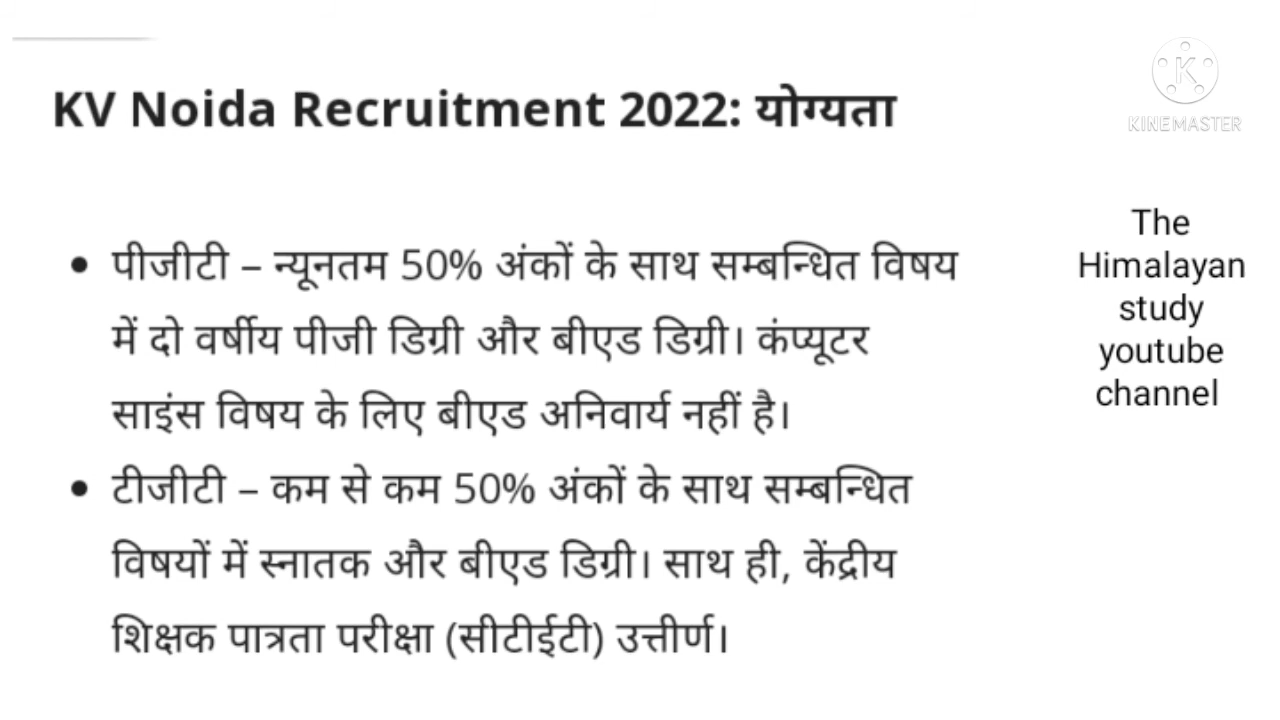 KV Noida Recruitment 2022: योग्यता
• पीजीटी – न्यूनतम 50% अंकों के साथ सम्बन्धित विषय
में दो वर्षीय पीजी डिग्री और बीएड डिग्री। कंप्यूटर
साइंस विषय के लिए बीएड अनिवार्य नहीं है।
• टीजीटी – कम से कम 50% अंकों के साथ सम्बन्धित
विषयों में स्नातक और बीएड डिग्री। साथ ही, केंद्रीय
शिक्षक पात्रता परीक्षा (सीटीईटी) उत्तीर्ण।
K
KINEMASTER
The
Himalayan
study
youtube
channel